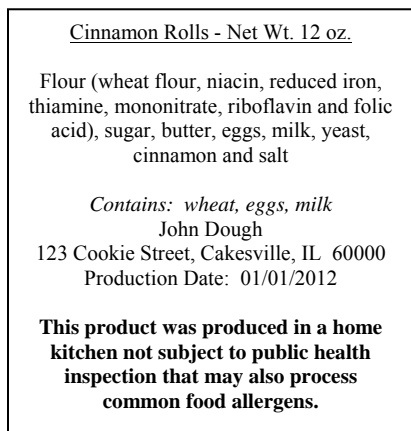 Cinnamon Rolls - Net Wt. 12 oz.
Flour (wheat flour, niacin, reduced iron,
thiamine, mononitrate, riboflavin and folic
acid), sugar, butter, eggs, milk, yeast,
cinnamon and salt
Contains:  wheat, eggs, milk
John Dough
123 Cookie Street, Cakesville, IL  60000
Production Date:  01/01/2012
This product was produced in a home
kitchen not subject to public health
inspection that may also process
common food allergens.